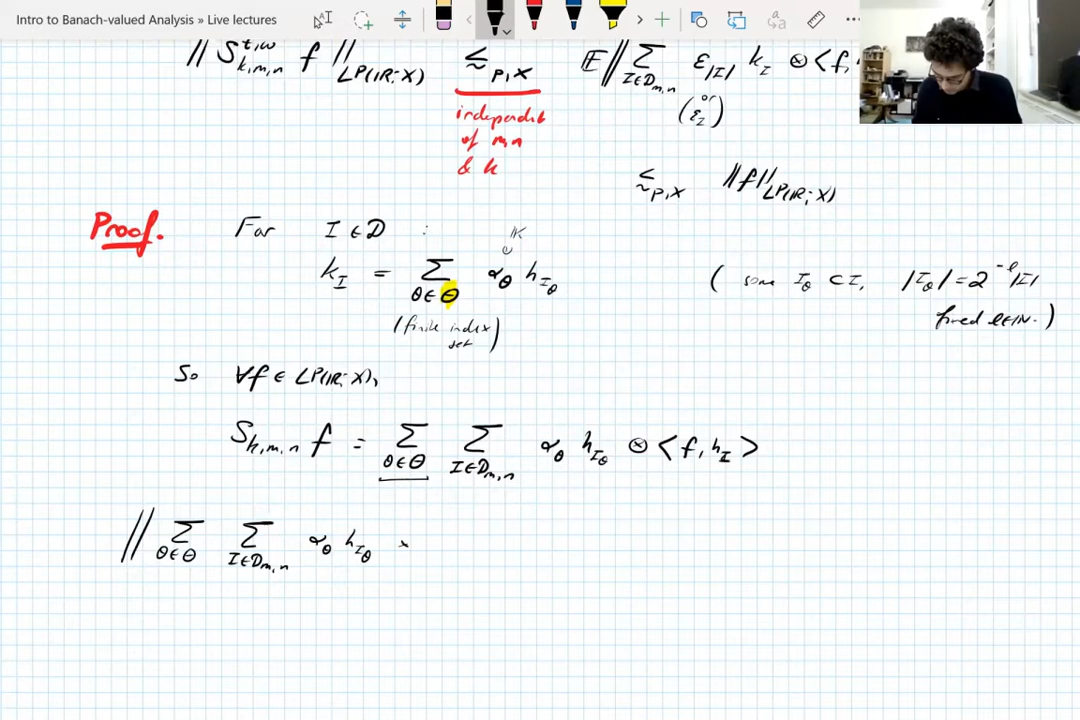 Intro to Banach-valued Analysis » Live lectures
‖ S^{t,ω}_{k,m,n} f ‖_{L^p(ℝ;X)} ≲_{p,X} 𝔼 ‖ Σ_{I∈D_{m,n}} ε_{|I|} k_I ⊗ <f,
(or ε_I)
independent
of m,n
& k
≲_{p,X} ‖f‖_{L^p(ℝ;X)}
Proof. For I ∈ D :
k_I = Σ_{θ∈Θ} α_θ h_{I_θ} ( some I_θ ⊂ I, |I_θ| = 2^{-ℓ}|I|
∈ K
(finite index set)
fixed ℓ∈ℕ. )
So ∀f ∈ L^p(ℝ;X),
S_{k,m,n} f = Σ_{θ∈Θ} Σ_{I∈D_{m,n}} α_θ h_{I_θ} ⊗ <f, h_I>
‖ Σ_{θ∈Θ} Σ_{I∈D_{m,n}} α_θ h_{I_θ}